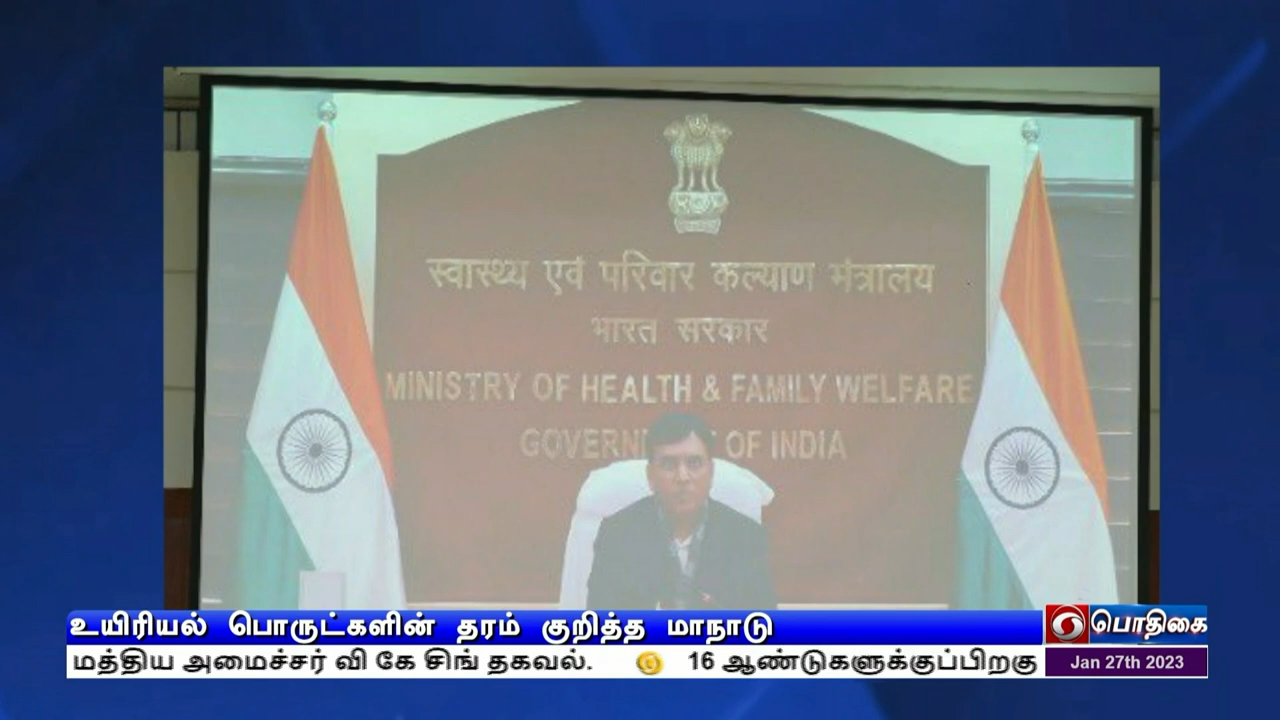 स्वास्थ्य एवं परिवार कल्याण मंत्रालय
भारत सरकार
MINISTRY OF HEALTH & FAMILY WELFARE
OF INDIA
உயிரியல் பொருட்களின் தரம் குறித்த மாநாடு
பொதிகை
மத்திய அமைச்சர் வி கே சிங் தகவல். 16 ஆண்டுகளுக்குப்பிறகு
Jan 27th 2023